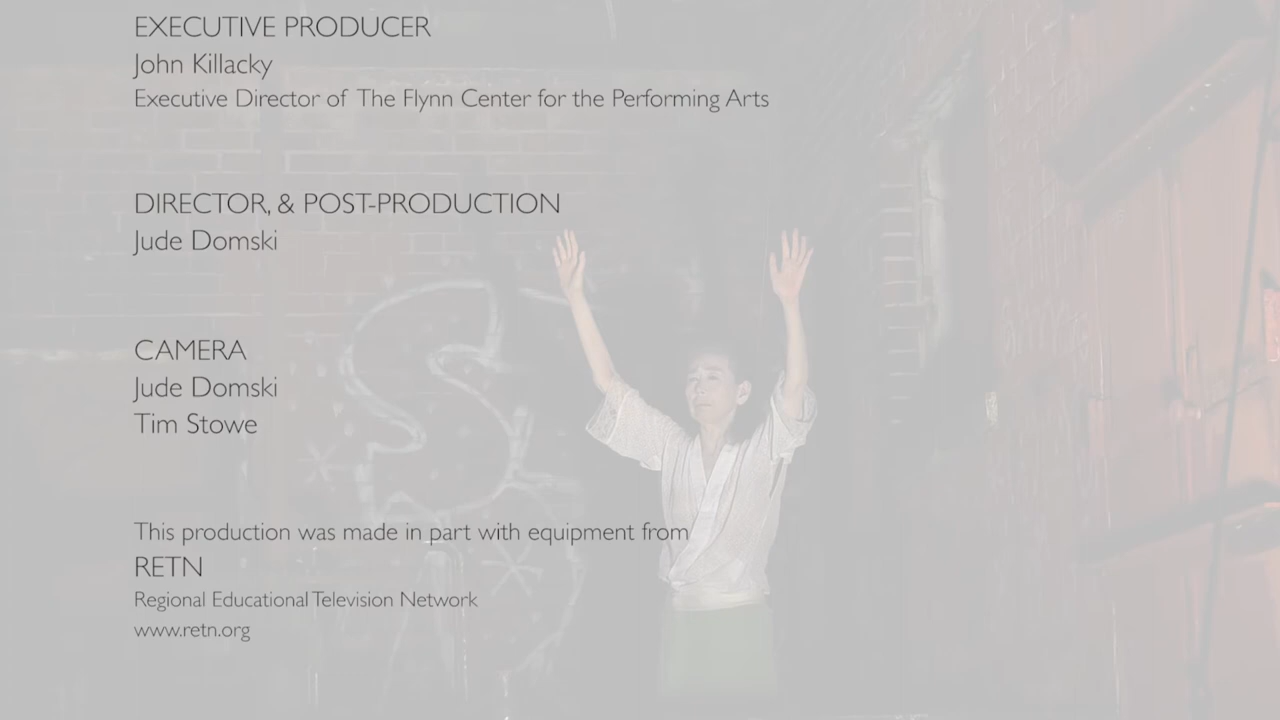 EXECUTIVE PRODUCER
John Killacky
Executive Director of The Flynn Center for the Performing Arts
DIRECTOR, & POST-PRODUCTION
Jude Domski
CAMERA
Jude Domski
Tim Stowe
This production was made in part with equipment from
RETN
Regional Educational Television Network
www.retn.org